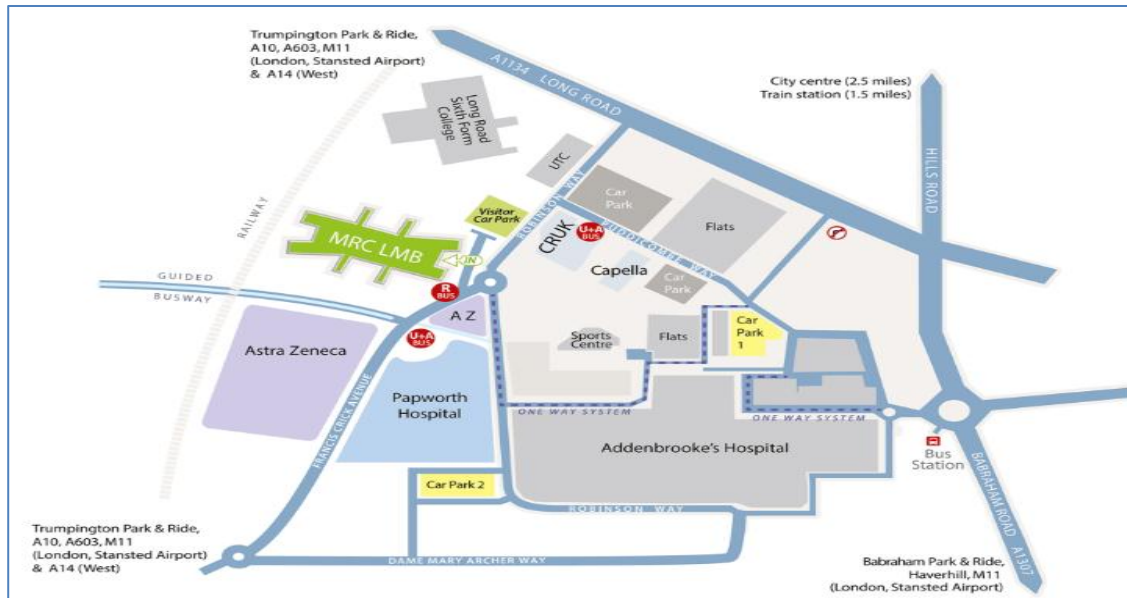 Trumpington Park & Ride,
A10, A603, M11
(London, Stansted Airport)
& A14 (West)
A1134 LONG ROAD
City centre (2.5 miles)
Train station (1.5 miles)
HILLS ROAD
Long Road
Sixth Form
College
UTC
ROBINSON WAY
Car
Park
Flats
Visitor
Car Park
CRUK
U+A
BUS
PUDDICOMBE WAY
RAILWAY
MRC LMB
IN
Capella
Car
Park
GUIDED
BUSWAY
R
BUS
A Z
U+A
BUS
Sports
Centre
Flats
Car
Park
1
Astra Zeneca
Papworth
Hospital
FRANCIS CRICK AVENUE
ONE WAY SYSTEM
ONE WAY SYSTEM
Addenbrooke's Hospital
Bus
Station
BABRAHAM ROAD A1307
Car Park 2
ROBINSON WAY
Trumpington Park & Ride,
A10, A603, M11
(London, Stansted Airport)
& A14 (West)
DAME MARY ARCHER WAY
Babraham Park & Ride,
Haverhill, M11
(London, Stansted Airport)